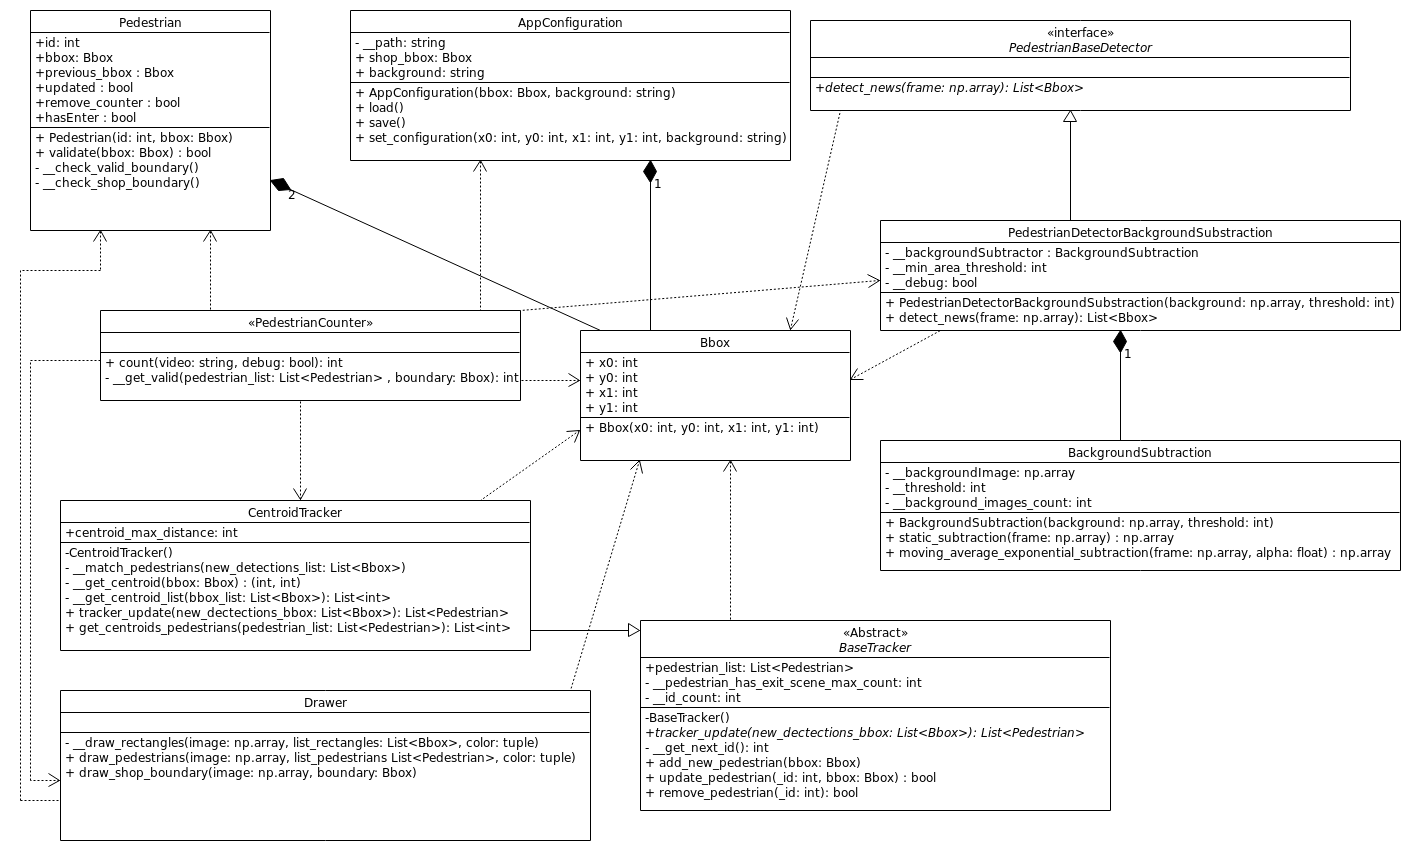 Pedestrian
+id: int
+bbox: Bbox
+previous_bbox : Bbox
+updated : bool
+remove_counter : bool
+hasEnter : bool
+ Pedestrian(id: int, bbox: Bbox)
+ validate(bbox: Bbox) : bool
- __check_valid_boundary()
- __check_shop_boundary()
2
AppConfiguration
- __path: string
+ shop_bbox: Bbox
+ background: string
+ AppConfiguration(bbox: Bbox, background: string)
+ load()
+ save()
+ set_configuration(x0: int, y0: int, x1: int, y1: int, background: string)
1
«interface»
PedestrianBaseDetector
+detect_news(frame: np.array): List<Bbox>
PedestrianDetectorBackgroundSubstraction
- __backgroundSubtractor : BackgroundSubtraction
- __min_area_threshold: int
- __debug: bool
+ PedestrianDetectorBackgroundSubstraction(background: np.array, threshold: int)
+ detect_news(frame: np.array): List<Bbox>
1
«PedestrianCounter»
+ count(video: string, debug: bool): int
- __get_valid(pedestrian_list: List<Pedestrian> , boundary: Bbox): int
Bbox
+ x0: int
+ y0: int
+ x1: int
+ y1: int
+ Bbox(x0: int, y0: int, x1: int, y1: int)
BackgroundSubtraction
- __backgroundImage: np.array
- __threshold: int
- __background_images_count: int
+ BackgroundSubtraction(background: np.array, threshold: int)
+ static_subtraction(frame: np.array) : np.array
+ moving_average_exponential_subtraction(frame: np.array, alpha: float) : np.array
CentroidTracker
+centroid_max_distance: int
-CentroidTracker()
- __match_pedestrians(new_detections_list: List<Bbox>)
- __get_centroid(bbox: Bbox) : (int, int)
- __get_centroid_list(bbox_list: List<Bbox>): List<int>
+ tracker_update(new_dectections_bbox: List<Bbox>): List<Pedestrian>
+ get_centroids_pedestrians(pedestrian_list: List<Pedestrian>): List<int>
«Abstract»
BaseTracker
+pedestrian_list: List<Pedestrian>
- __pedestrian_has_exit_scene_max_count: int
- __id_count: int
-BaseTracker()
+tracker_update(new_dectections_bbox: List<Bbox>): List<Pedestrian>
- __get_next_id(): int
+ add_new_pedestrian(bbox: Bbox)
+ update_pedestrian(_id: int, bbox: Bbox) : bool
+ remove_pedestrian(_id: int): bool
Drawer
- __draw_rectangles(image: np.array, list_rectangles: List<Bbox>, color: tuple)
+ draw_pedestrians(image: np.array, list_pedestrians List<Pedestrian>, color: tuple)
+ draw_shop_boundary(image: np.array, boundary: Bbox)